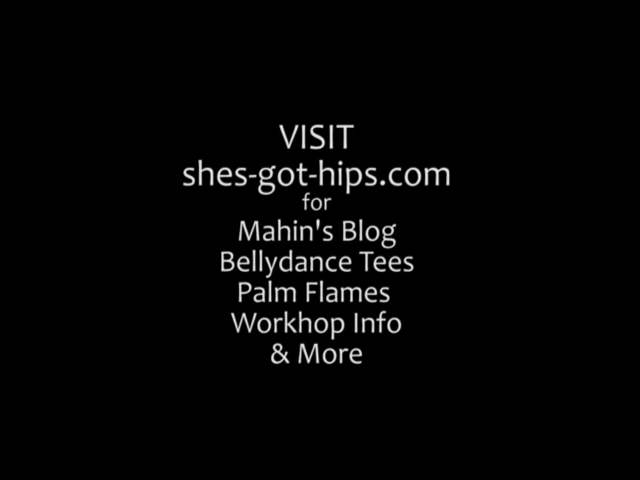 VISIT
shes-got-hips.com
for
Mahin's Blog
Bellydance Tees
Palm Flames
Workhop Info
& More